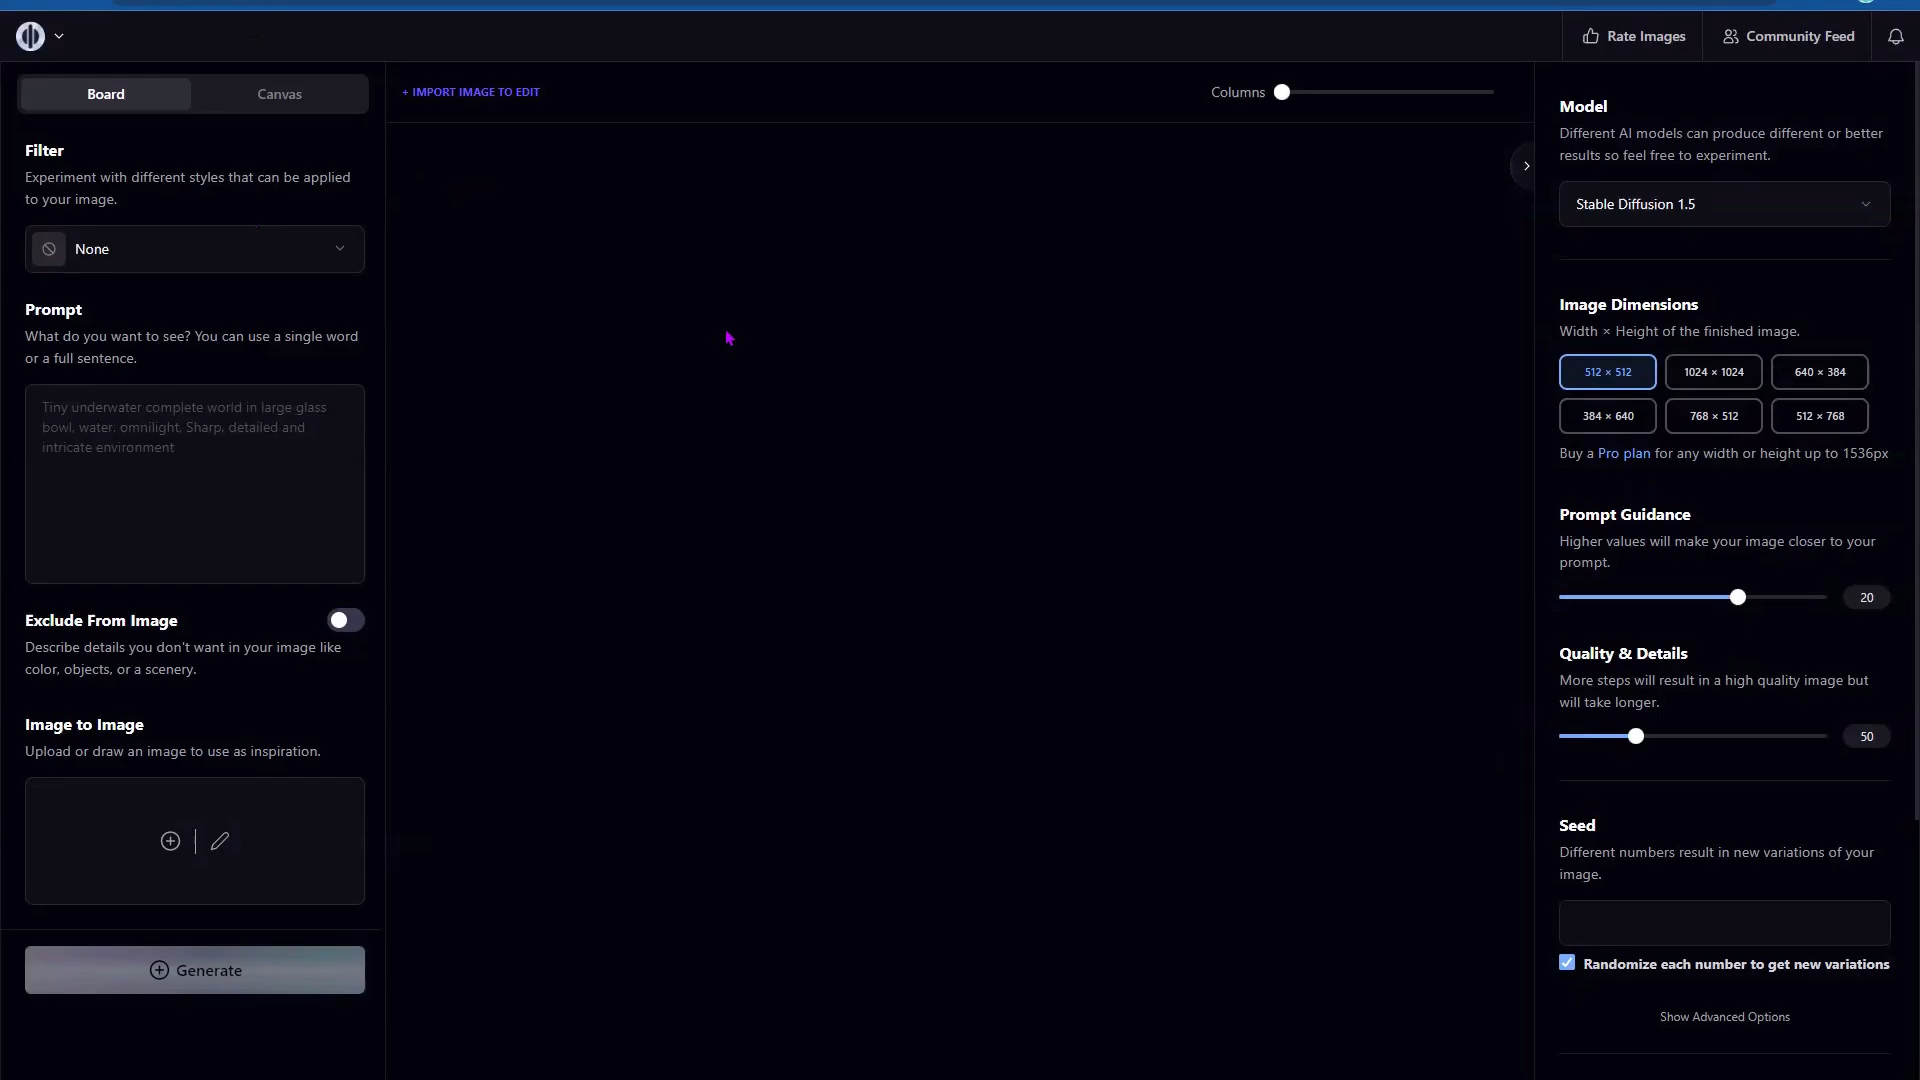 Rate Images
Community Feed
Board
Canvas
Filter
Experiment with different styles that can be applied
to your image.
None
Prompt
What do you want to see? You can use a single word
or a full sentence.
Tiny underwater complete world in large glass
bowl, water, omnilight, Sharp, detailed and
intricate environment
Exclude From Image
Describe details you don't want in your image like
color, objects, or a scenery.
Image to Image
Upload or draw an image to use as inspiration.
Generate
+ IMPORT IMAGE TO EDIT
Columns
Model
Different AI models can produce different or better
results so feel free to experiment.
Stable Diffusion 1.5
Image Dimensions
Width × Height of the finished image.
512 × 512
1024 × 1024
640 × 384
384 × 640
768 × 512
512 × 768
Buy a Pro plan for any width or height up to 1536px
Prompt Guidance
Higher values will make your image closer to your
prompt.
20
Quality & Details
More steps will result in a high quality image but
will take longer.
50
Seed
Different numbers result in new variations of your
image.
Randomize each number to get new variations
Show Advanced Options